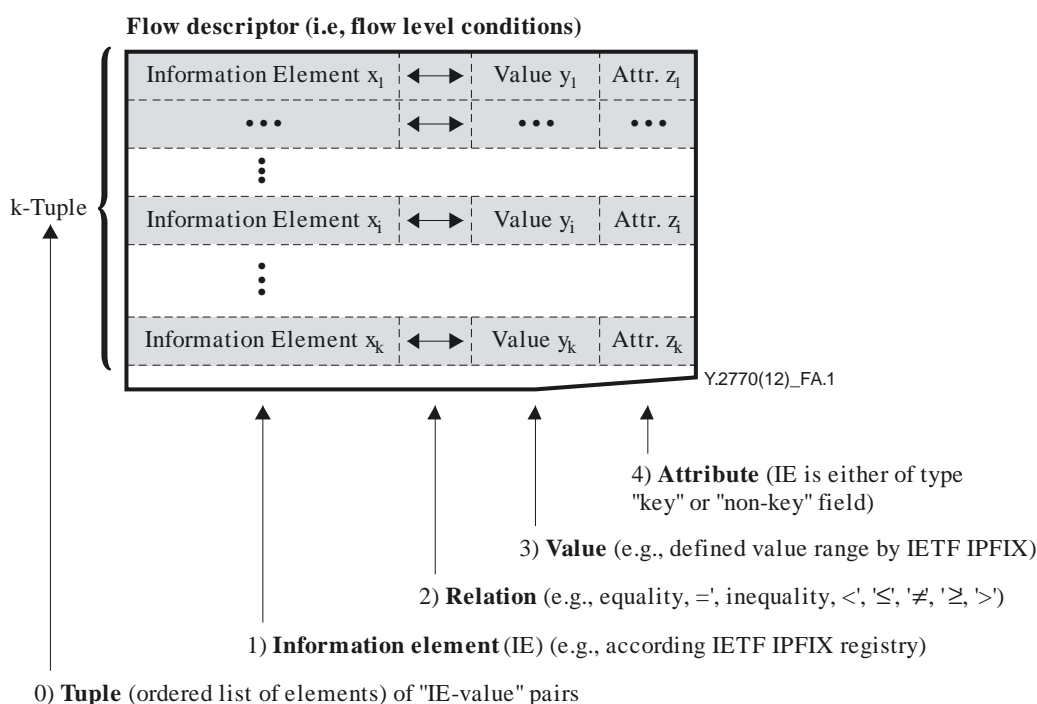 Flow descriptor (i.e, flow level conditions)
Information Element x1 Value y1 Attr. z1
k-Tuple
Information Element xi Value yi Attr. zi
Information Element xk Value yk Attr. zk
Y.2770(12)_FA.1
4) Attribute (IE is either of type
"key" or "non-key" field)
3) Value (e.g., defined value range by IETF IPFIX)
2) Relation (e.g., equality, =', inequality, <', '≤', '≠', '≥', '>')
1) Information element (IE) (e.g., according IETF IPFIX registry)
0) Tuple (ordered list of elements) of "IE-value" pairs